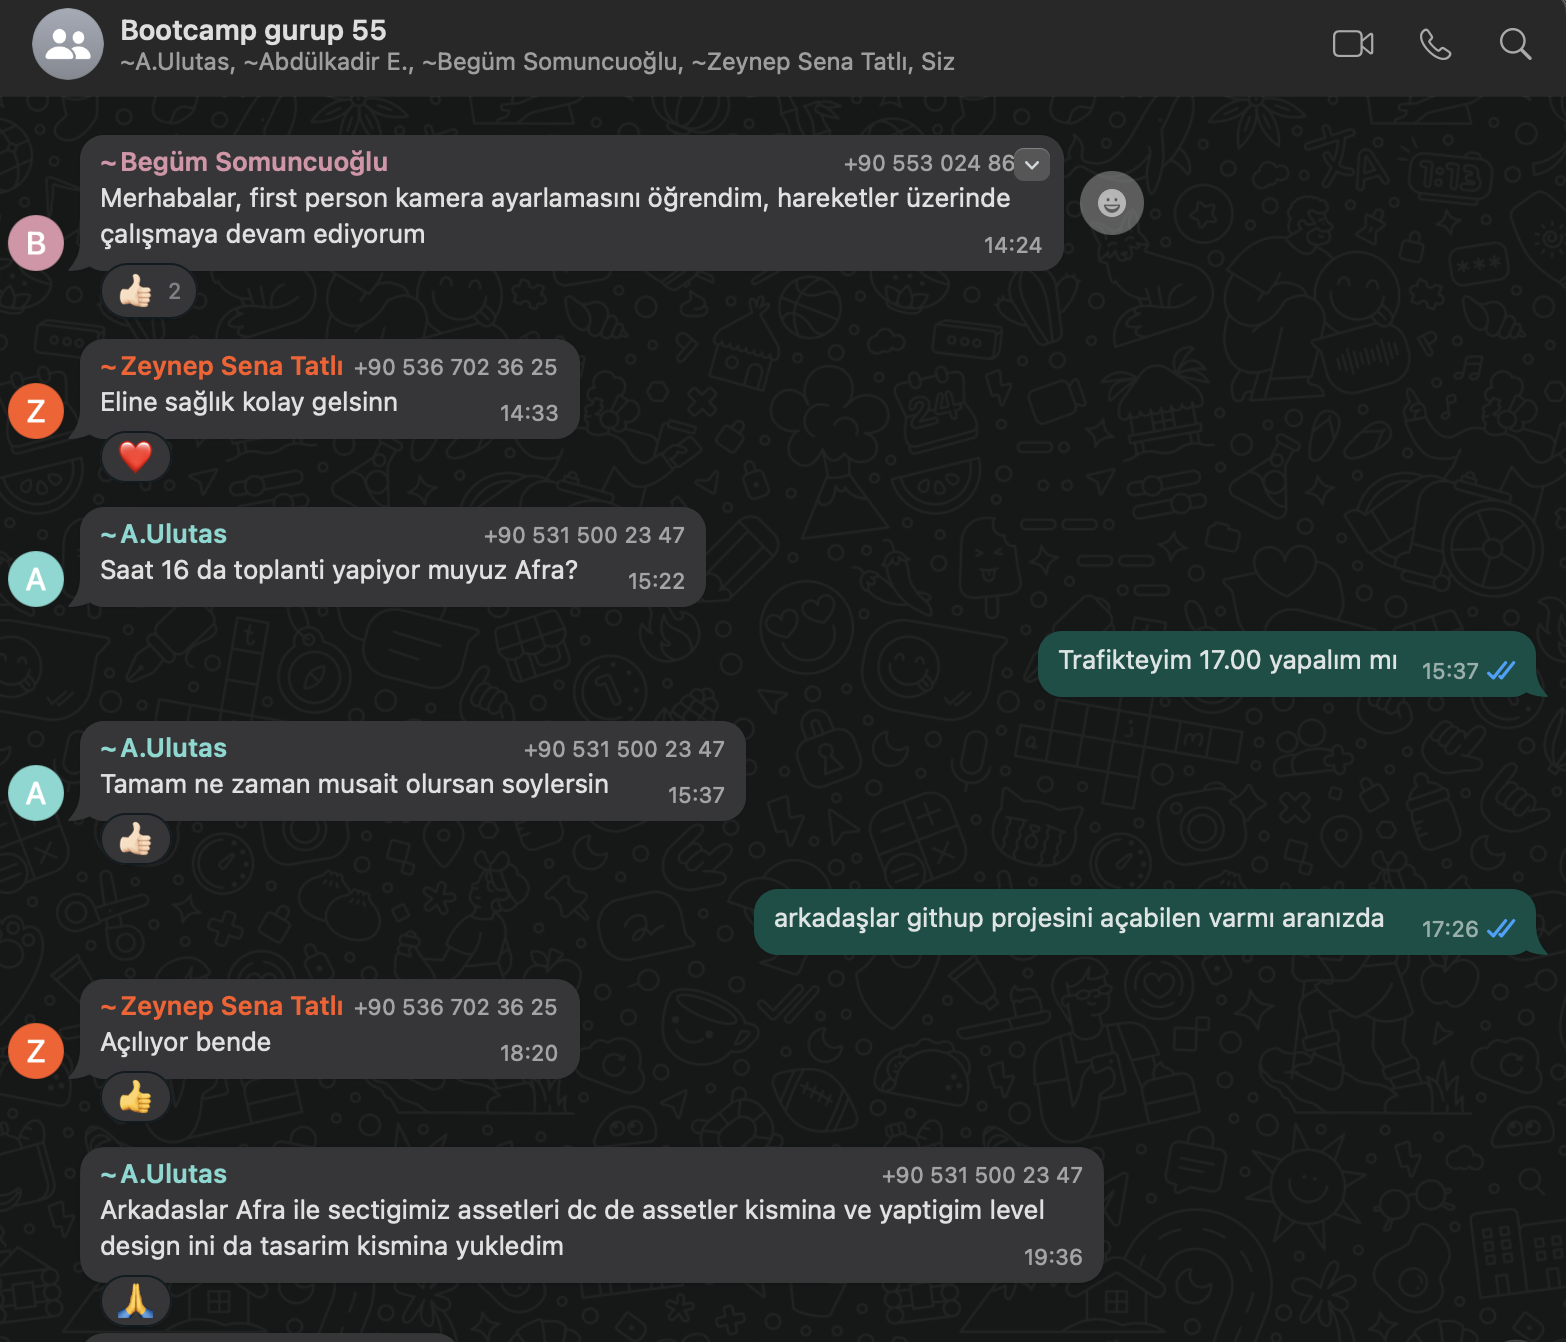 Bootcamp gurup 55
~A.Ulutas, ~Abdülkadir E., ~Begüm Somuncuoğlu, ~Zeynep Sena Tatlı, Siz
~Begüm Somuncuoğlu +90 553 024 86
Merhabalar, first person kamera ayarlamasını öğrendim, hareketler üzerinde
çalışmaya devam ediyorum
14:24
B
2
~Zeynep Sena Tatlı +90 536 702 36 25
Eline sağlık kolay gelsinn
14:33
Z
~A.Ulutas +90 531 500 23 47
Saat 16 da toplanti yapiyor muyuz Afra?
15:22
A
Trafikteyim 17.00 yapalım mı
15:37
~A.Ulutas +90 531 500 23 47
Tamam ne zaman musait olursan soylersin
15:37
A
arkadaşlar githup projesini açabilen varmı aranızda
17:26
~Zeynep Sena Tatlı +90 536 702 36 25
Açılıyor bende
18:20
Z
~A.Ulutas +90 531 500 23 47
Arkadaslar Afra ile sectigimiz assetleri dc de assetler kismina ve yaptigim level
design ini da tasarim kismina yukledim
19:36